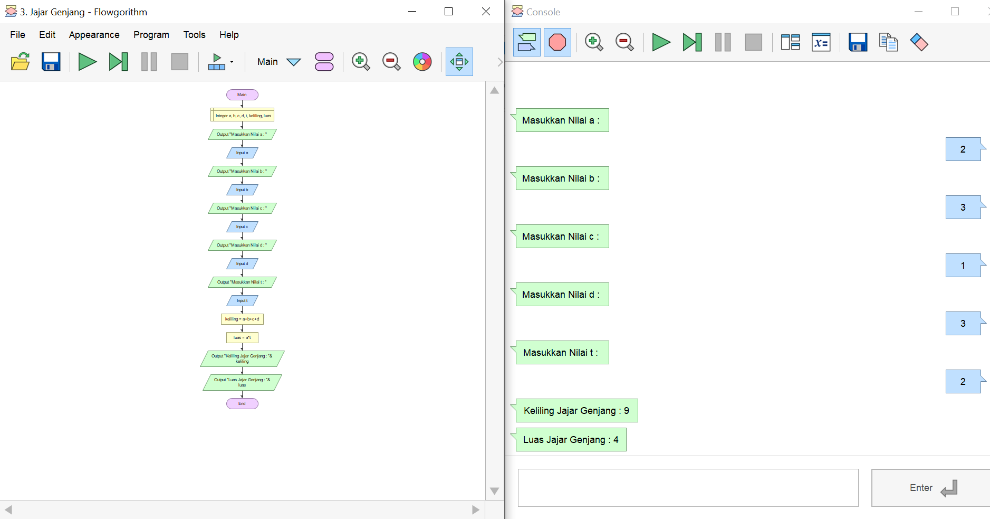 3. Jajar Genjang - Flowgorithm
File Edit Appearance Program Tools Help
Main
Main
Integer a, b, c, d, t, keliling, luas
Output "Masukkan Nilai a : "
Input a
Output "Masukkan Nilai b : "
Input b
Output "Masukkan Nilai c : "
Input c
Output "Masukkan Nilai d : "
Input d
Output "Masukkan Nilai t : "
Input t
keliling = a+b+c+d
luas = a*t
Output "Keliling Jajar Genjang : "&
keliling
Output "Luas Jajar Genjang : "&
luas
End
Console
Masukkan Nilai a :
2
Masukkan Nilai b :
3
Masukkan Nilai c :
1
Masukkan Nilai d :
3
Masukkan Nilai t :
2
Keliling Jajar Genjang : 9
Luas Jajar Genjang : 4
Enter